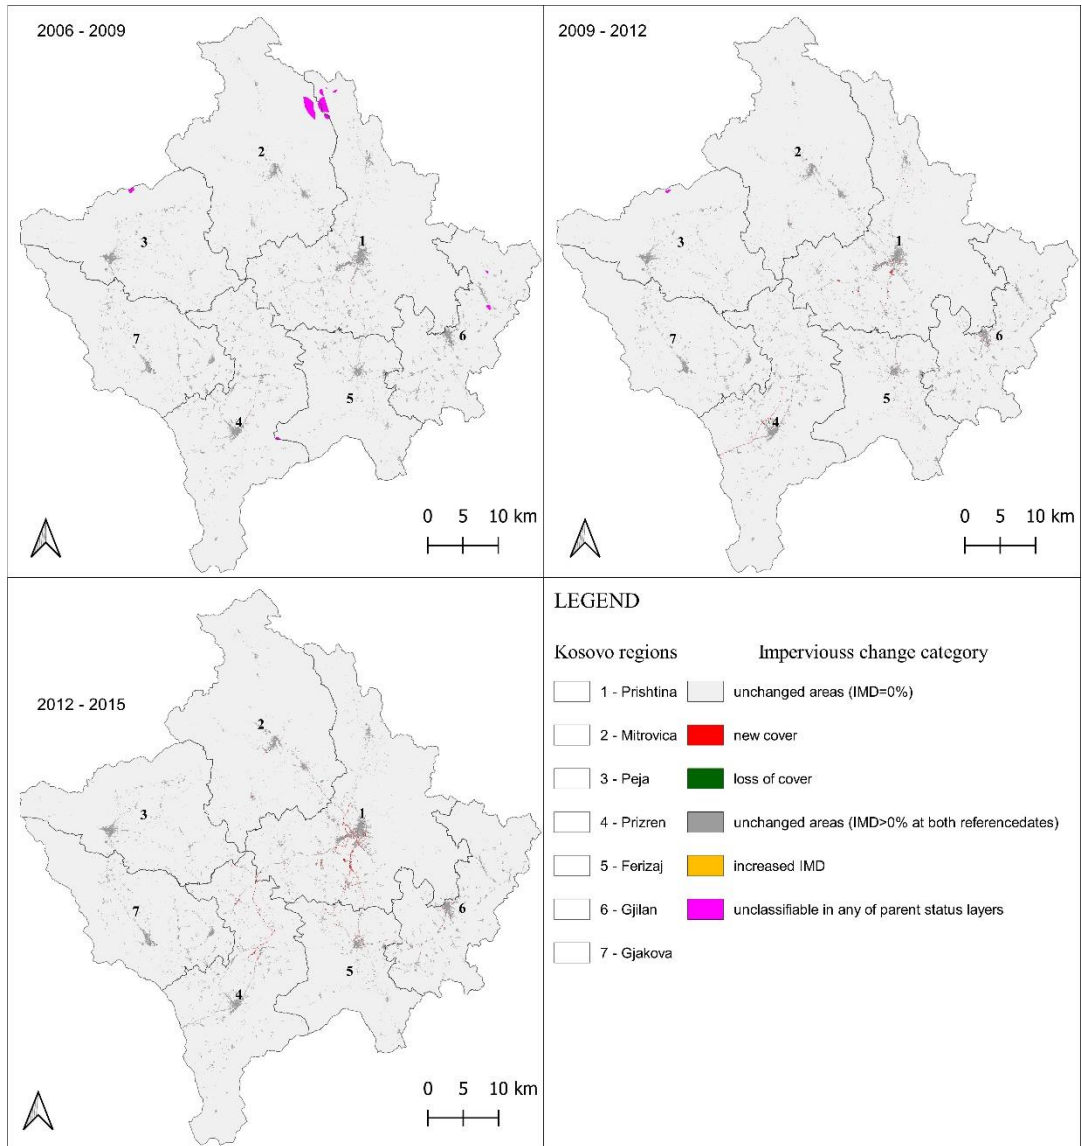 2006 - 2009
2
3
1
7
6
5
4
0 5 10 km
2009 - 2012
2
3
1
7
6
5
4
0 5 10 km
2012 - 2015
2
3
1
7
6
5
4
0 5 10 km
LEGEND
Kosovo regions
1 - Prishtina
2 - Mitrovica
3 - Peja
4 - Prizren
5 - Ferizaj
6 - Gjilan
7 - Gjakova
Imperviouss change category
unchanged areas (IMD=0%)
new cover
loss of cover
unchanged areas (IMD>0% at both referencedates)
increased IMD
unclassifiable in any of parent status layers